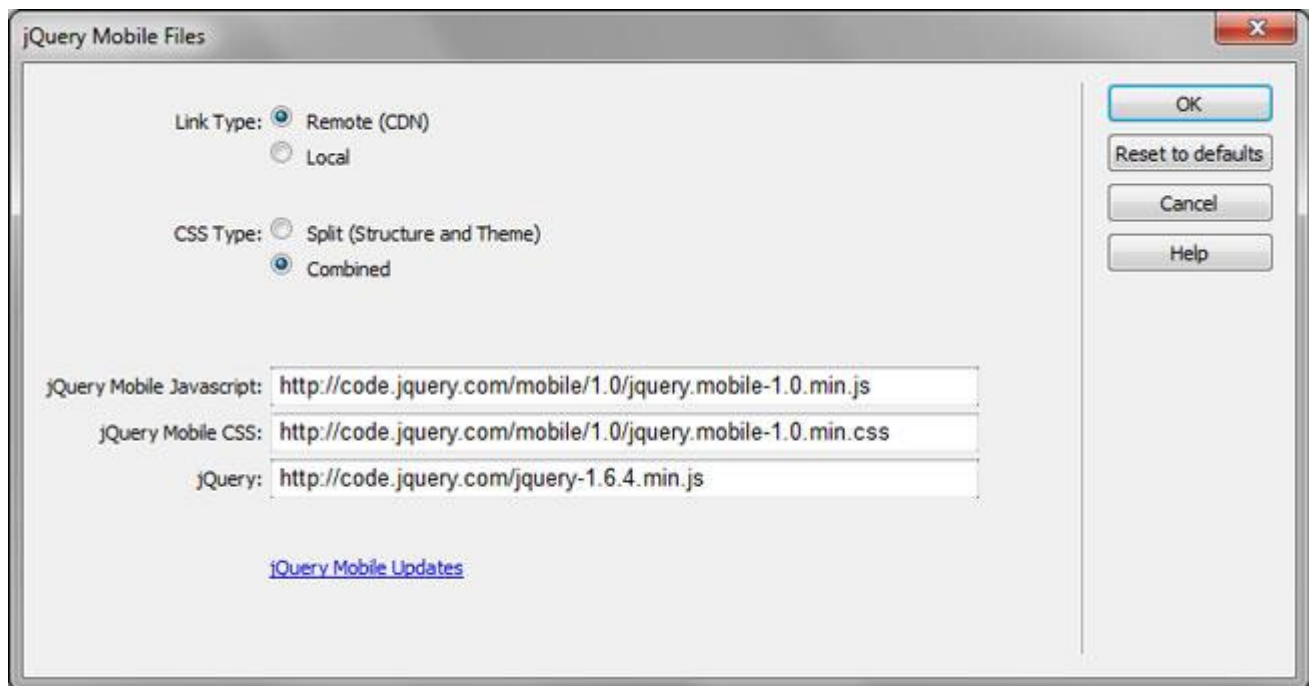 jQuery Mobile Files
Link Type: Remote (CDN)
Local
CSS Type: Split (Structure and Theme)
Combined
jQuery Mobile Javascript: http://code.jquery.com/mobile/1.0/jquery.mobile-1.0.min.js
jQuery Mobile CSS: http://code.jquery.com/mobile/1.0/jquery.mobile-1.0.min.css
jQuery: http://code.jquery.com/jquery-1.6.4.min.js
jQuery Mobile Updates
OK
Reset to defaults
Cancel
Help